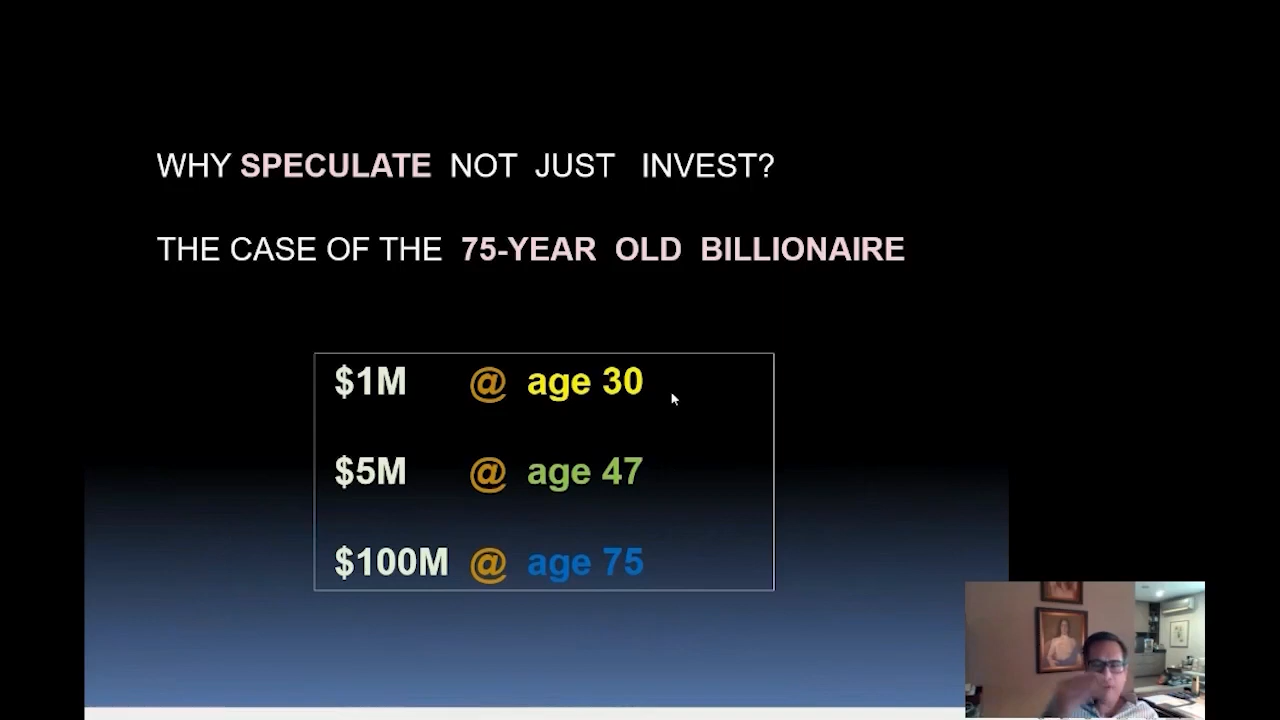 WHY SPECULATE NOT JUST INVEST?
THE CASE OF THE 75-YEAR OLD BILLIONAIRE
$1M @ age 30
$5M @ age 47
$100M @ age 75